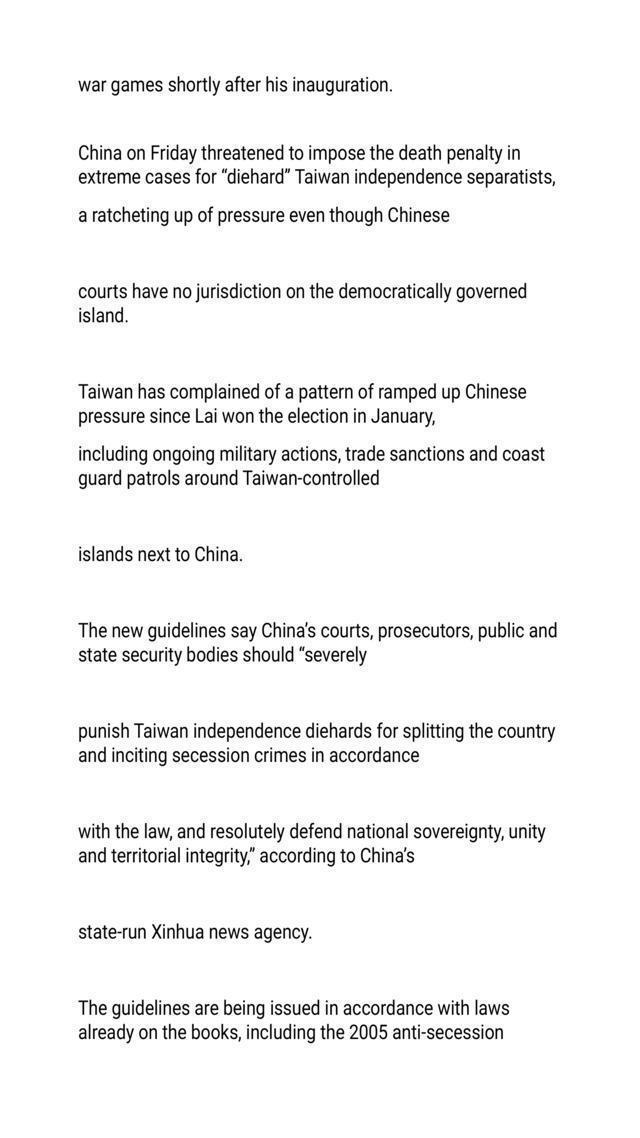 war games shortly after his inauguration.
China on Friday threatened to impose the death penalty in
extreme cases for “diehard” Taiwan independence separatists,
a ratcheting up of pressure even though Chinese
courts have no jurisdiction on the democratically governed
island.
Taiwan has complained of a pattern of ramped up Chinese
pressure since Lai won the election in January,
including ongoing military actions, trade sanctions and coast
guard patrols around Taiwan-controlled
islands next to China.
The new guidelines say China’s courts, prosecutors, public and
state security bodies should “severely
punish Taiwan independence diehards for splitting the country
and inciting secession crimes in accordance
with the law, and resolutely defend national sovereignty, unity
and territorial integrity,” according to China’s
state-run Xinhua news agency.
The guidelines are being issued in accordance with laws
already on the books, including the 2005 anti-secession